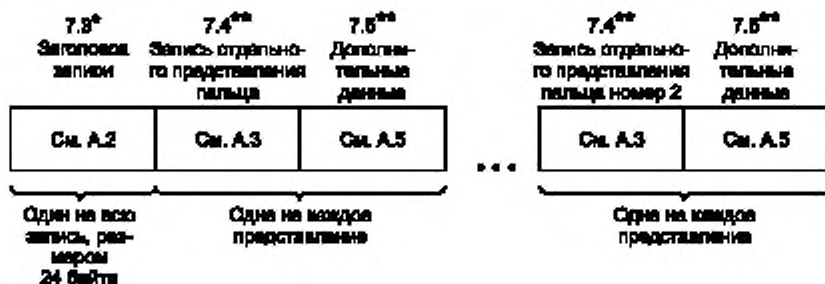 7.3*
Заголовок
записи
7.4**
Запись отдельно-
го представления
пальца
7.5**
Дополни-
тельные
данные
7.4**
Запись отдельно-
го представления
пальца номер 2
7.5**
Дополни-
тельные
данные
См. А.2
См. А.3
См. А.5
...
См. А.3
См. А.5
Один на всю
запись, раз-
мером
24 байта
Одна на каждое
представление
Одна на каждое
представление